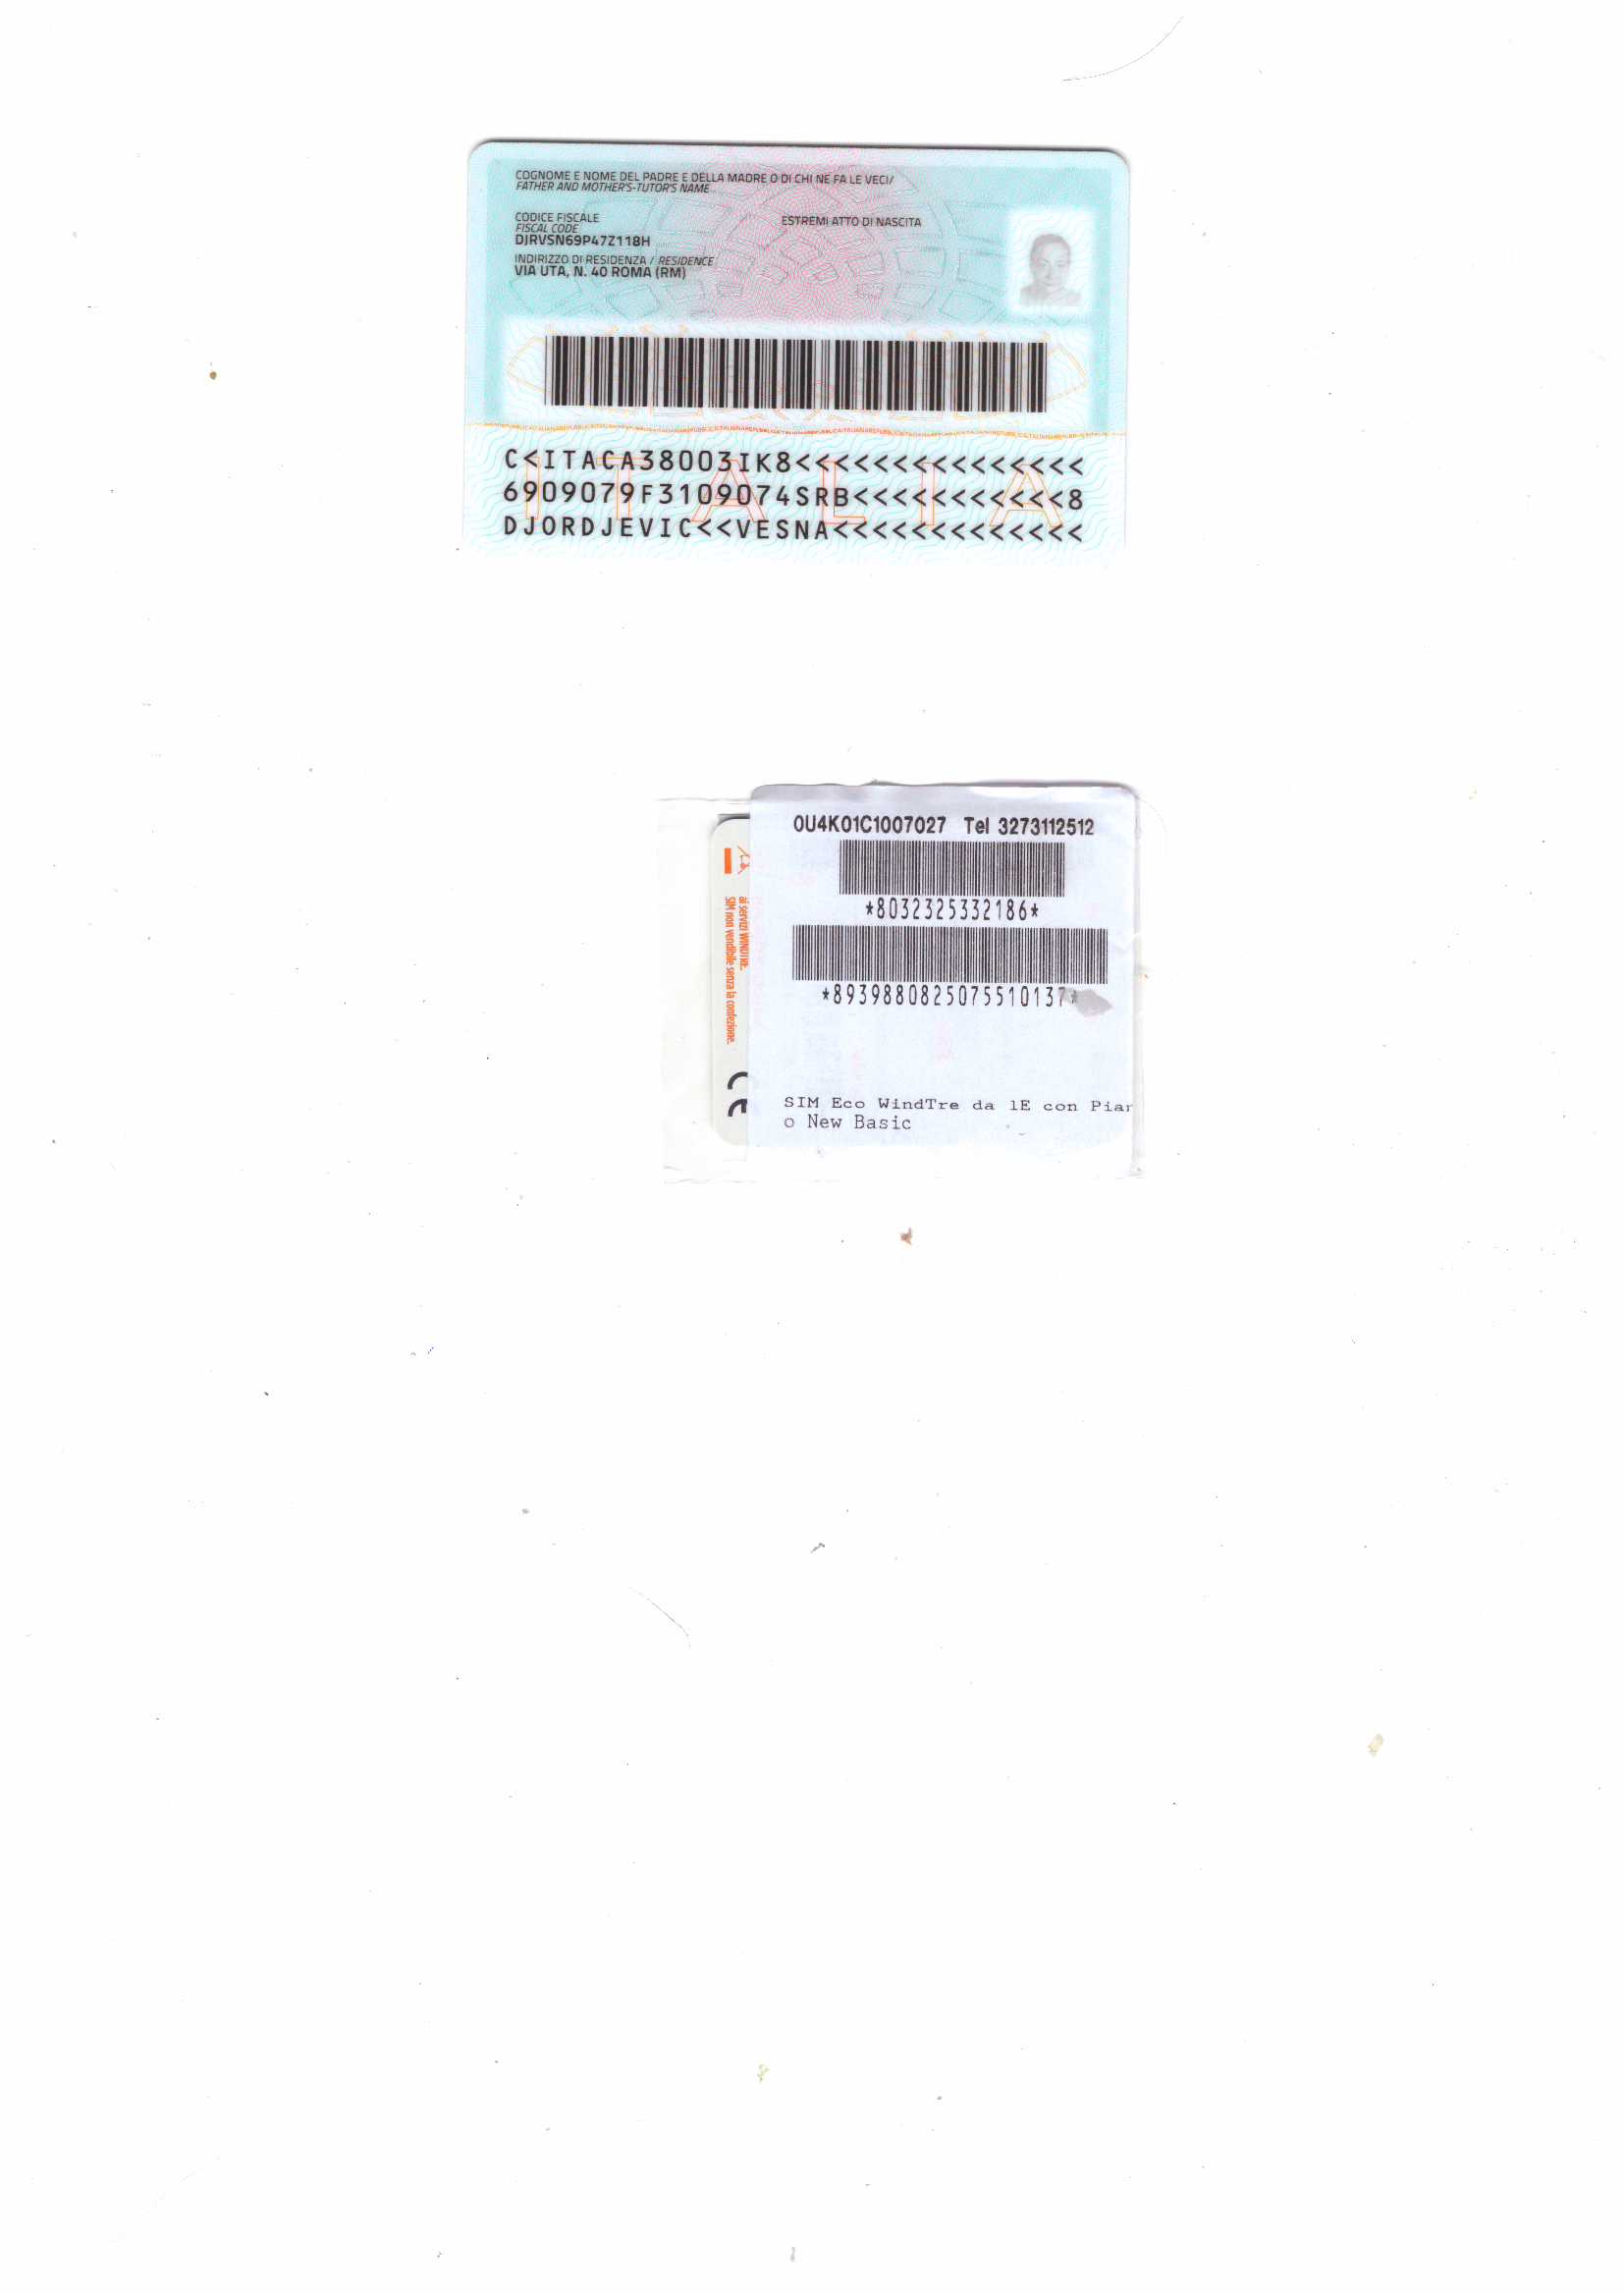 COGNOME E NOME DEL PADRE E DELLA MADRE O DI CHI NE FA LE VECI/
FATHER AND MOTHER'S-TUTOR'S NAME
CODICE FISCALE
FISCAL CODE
DJRVSN69P47Z118H
ESTREMI ATTO DI NASCITA
INDIRIZZO DI RESIDENZA / RESIDENCE
VIA UTA, N. 40 ROMA (RM)
C<ITACA38003IK8<<<<<<<<<<<<<<<
6909079F3109074SRB<<<<<<<<<<<8
DJORDJEVIC<<VESNA<<<<<<<<<<<<<
ITALIA
0U4K01C1007027 Tel 3273112512
*8032325332186*
*8939880825075510137*
SIM Eco WindTre da 1E con Pian
o New Basic
ai servizi WINDTRE.
SIM non vendibile senza la confezione.